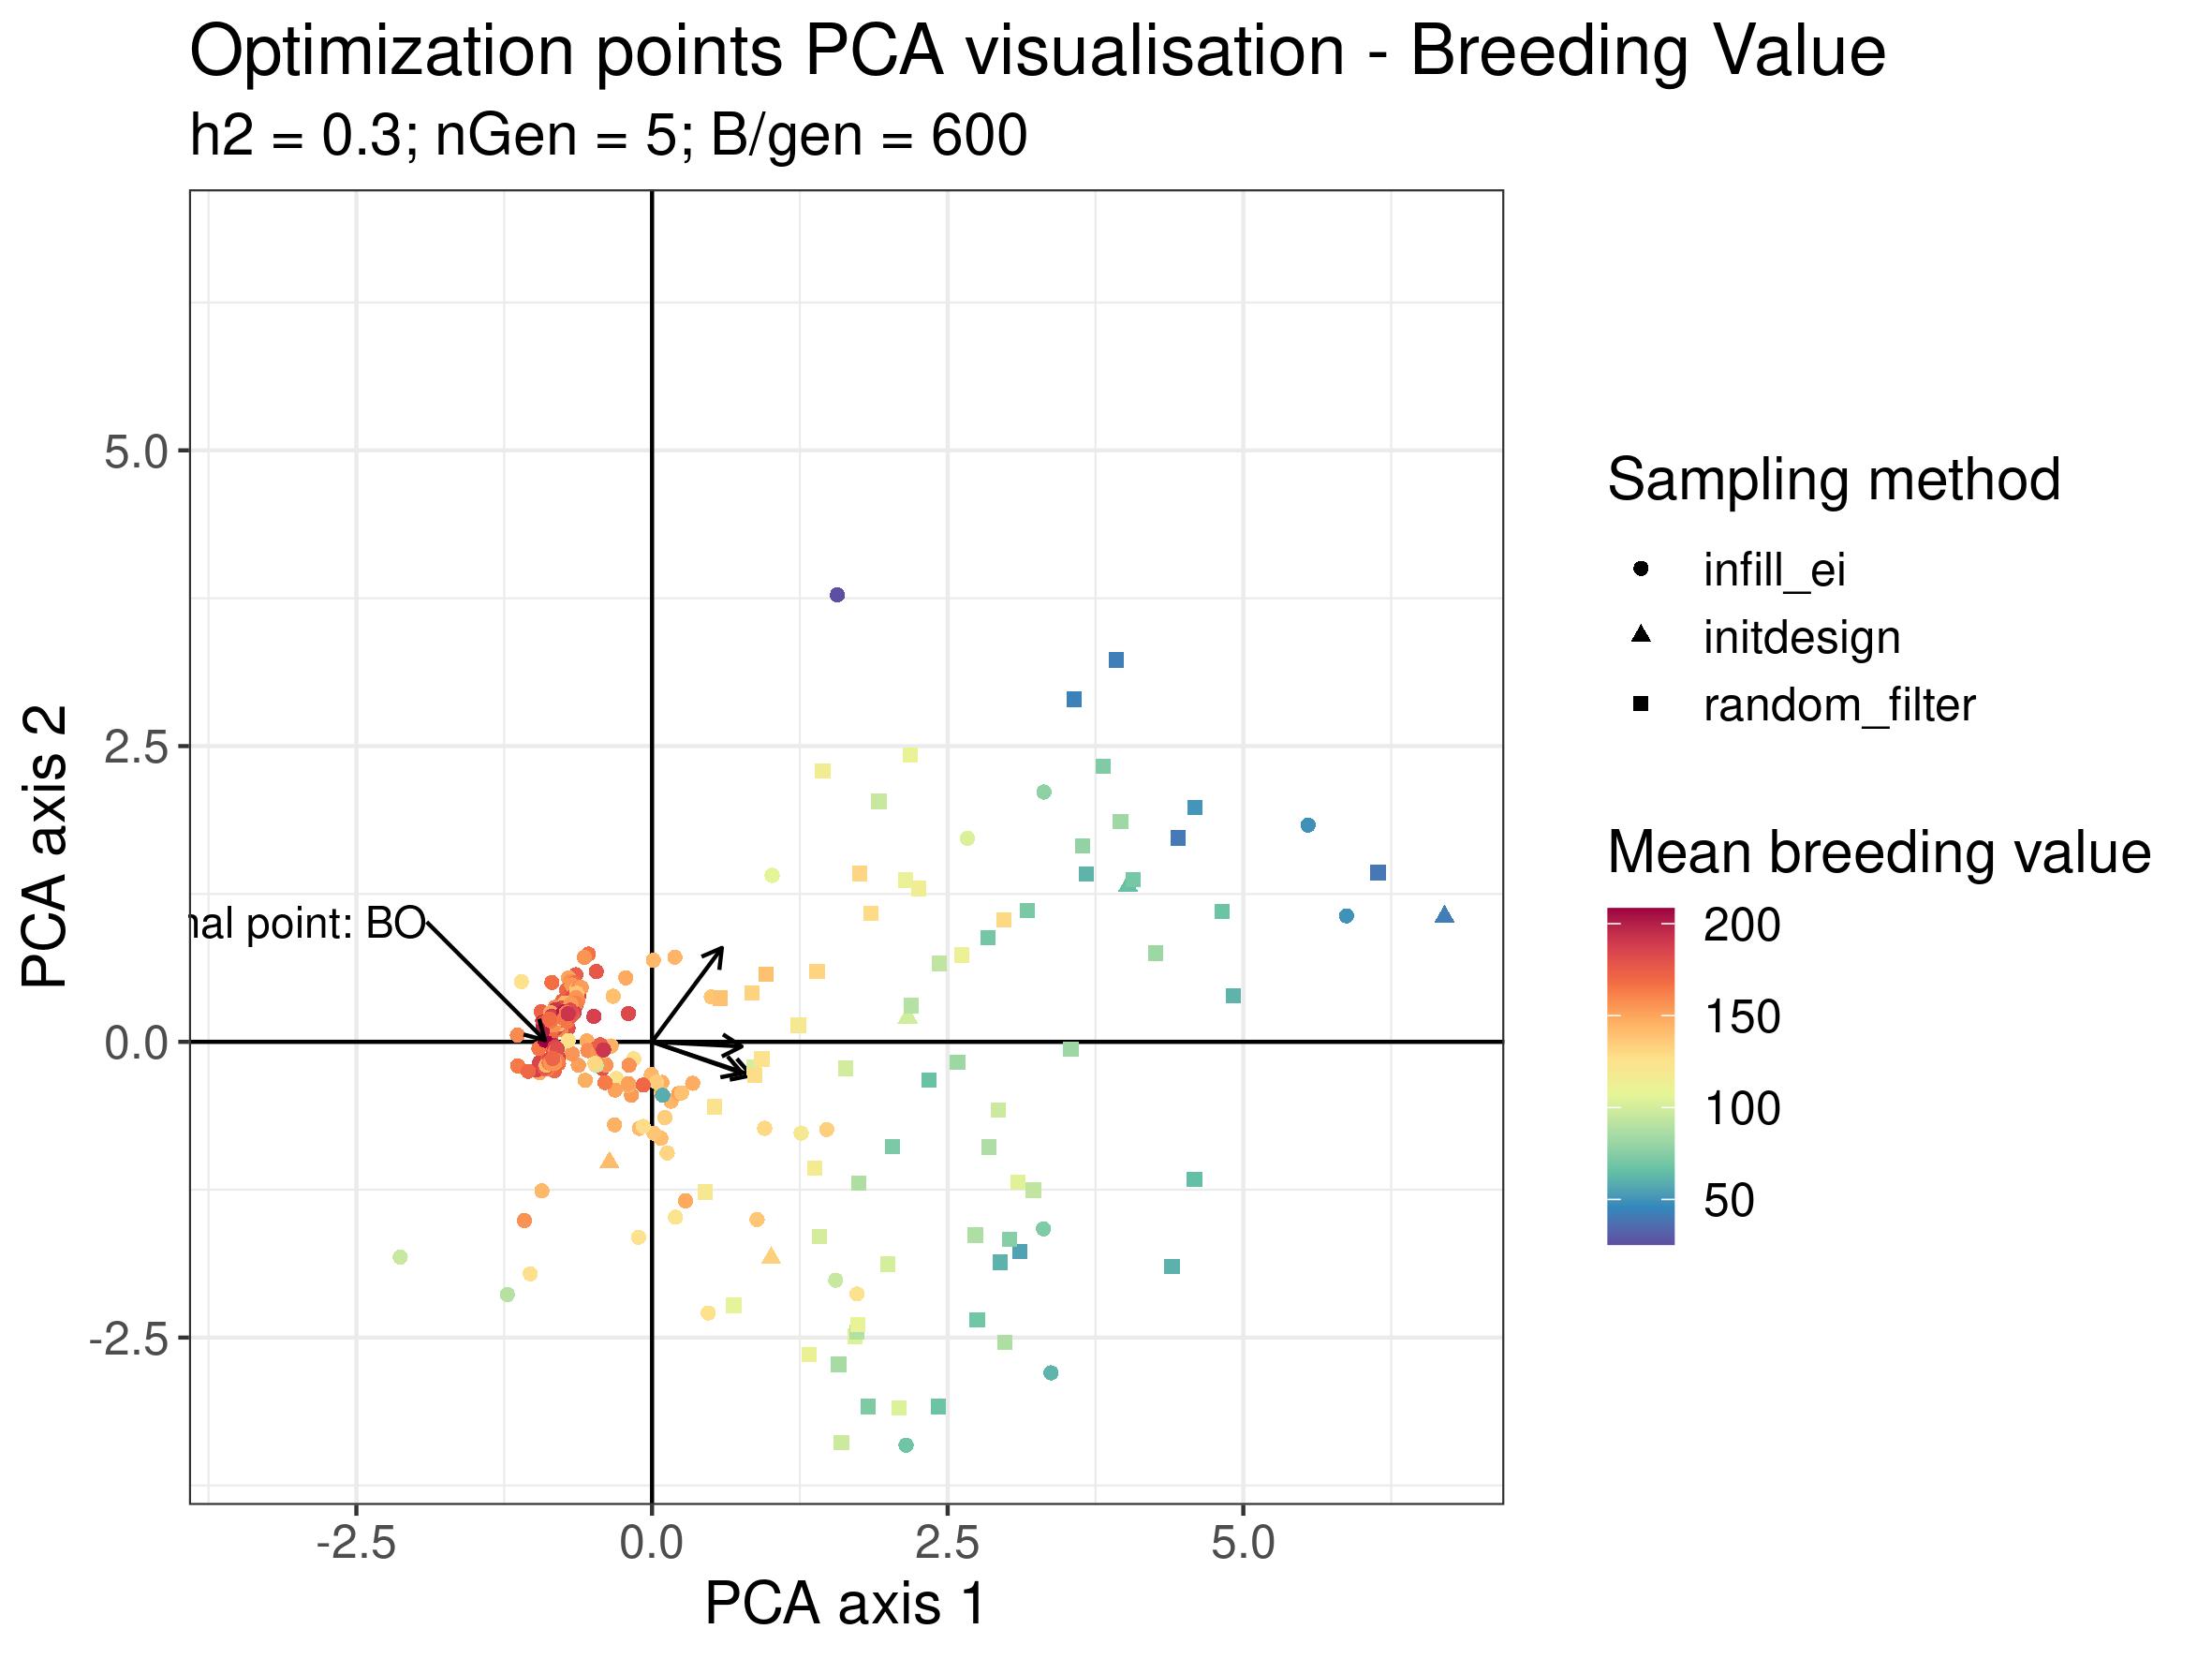 Optimization points PCA visualisation - Breeding Value
h2 = 0.3; nGen = 5; B/gen = 600
PCA axis 2
5.0
2.5
0.0
-2.5
point: BO
-2.5
0.0
2.5
5.0
PCA axis 1
Sampling method
infill_ei
initdesign
random_filter
Mean breeding value
200
150
100
50